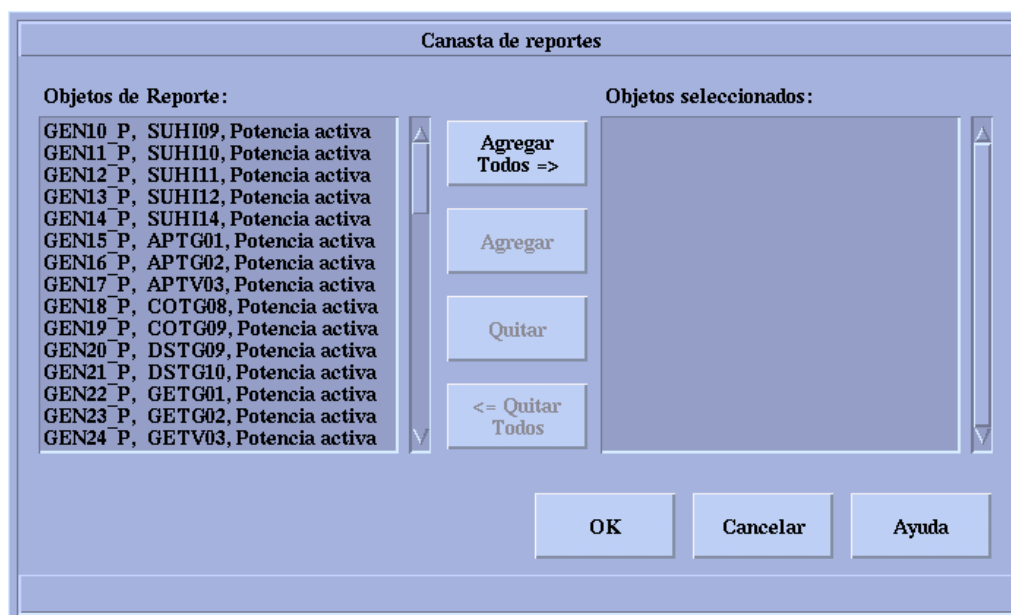 Canasta de reportes
Objetos de Reporte:
GEN10_P, SUHI09, Potencia activa
GEN11_P, SUHI10, Potencia activa
GEN12_P, SUHI11, Potencia activa
GEN13_P, SUHI12, Potencia activa
GEN14_P, SUHI14, Potencia activa
GEN15_P, APTG01, Potencia activa
GEN16_P, APTG02, Potencia activa
GEN17_P, APTV03, Potencia activa
GEN18_P, COTG08, Potencia activa
GEN19_P, COTG09, Potencia activa
GEN20_P, DSTG09, Potencia activa
GEN21_P, DSTG10, Potencia activa
GEN22_P, GETG01, Potencia activa
GEN23_P, GETG02, Potencia activa
GEN24_P, GETV03, Potencia activa
Agregar
Todos =>
Agregar
Quitar
<= Quitar
Todos
Objetos seleccionados:
OK
Cancelar
Ayuda